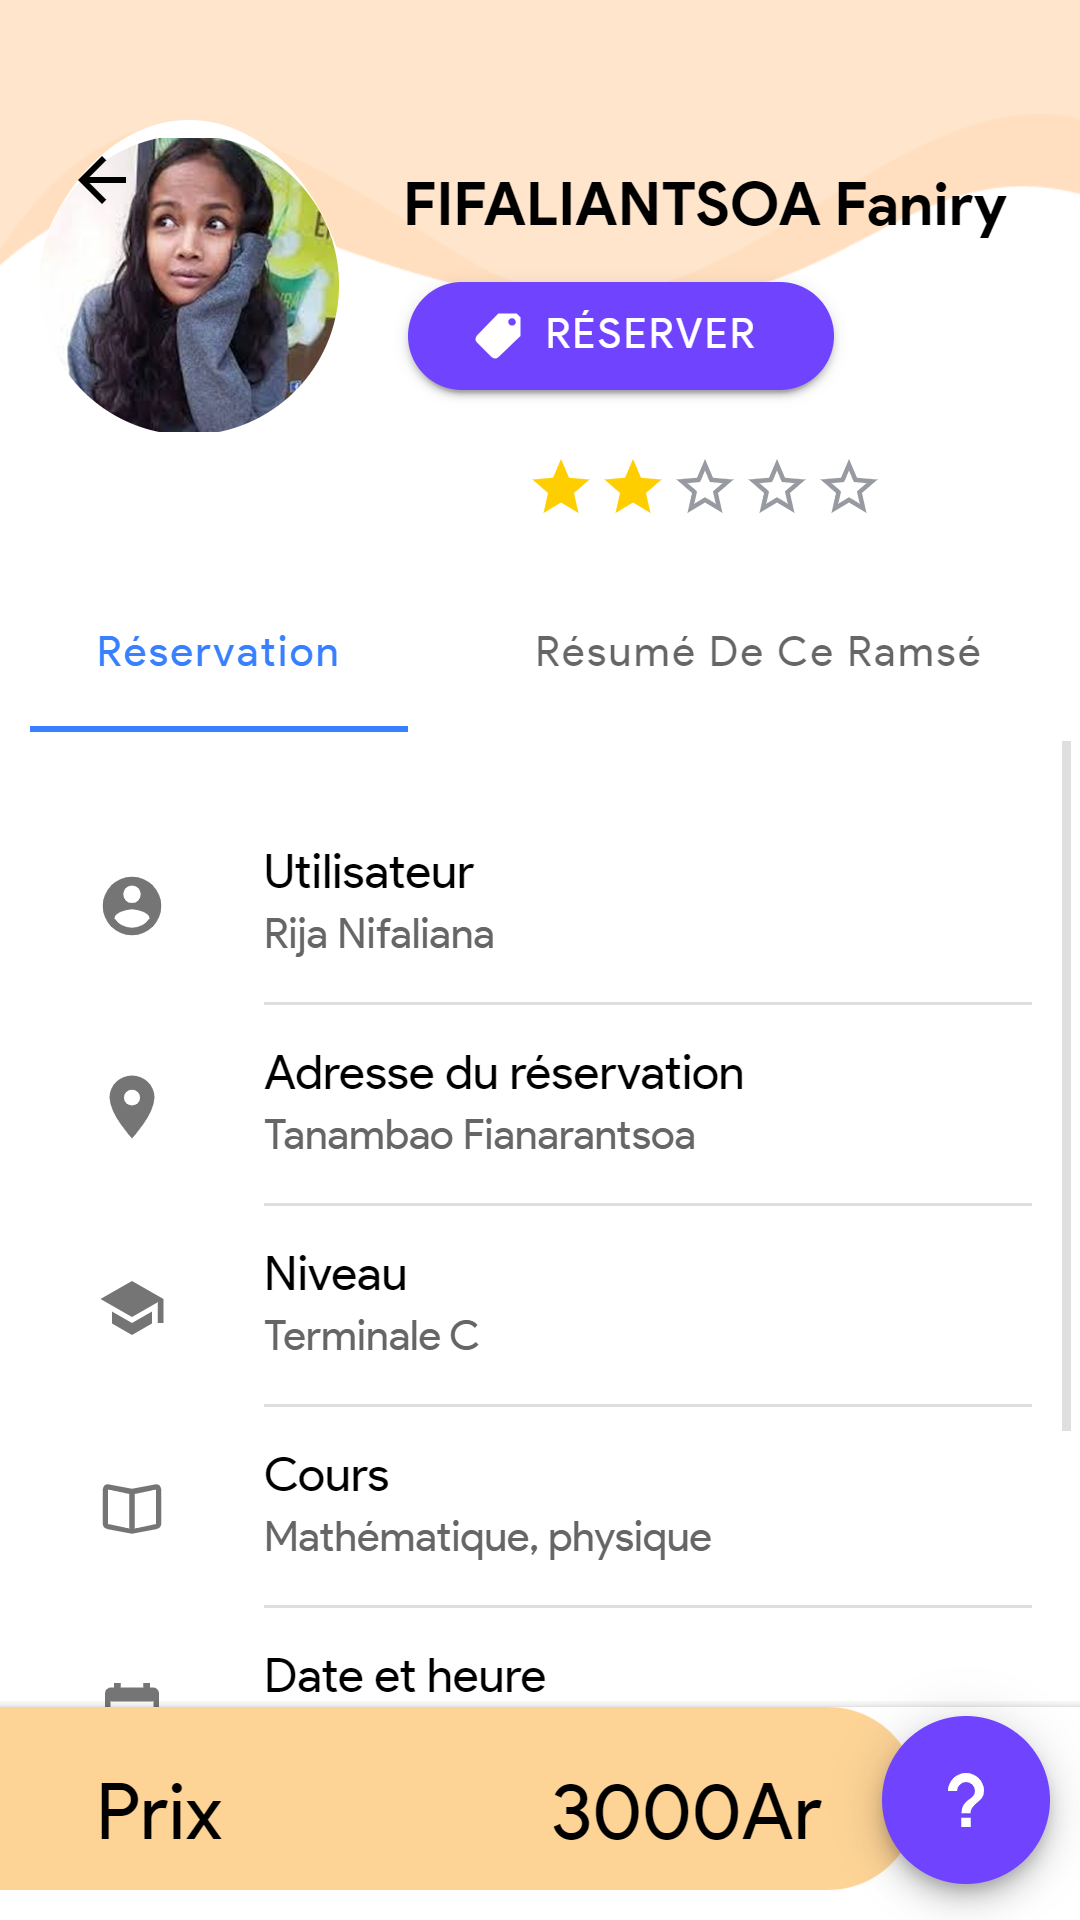 FIFALIANTSOA Faniry
RÉSERVER
Réservation
Résumé De Ce Ramsé
Utilisateur
Rija Nifaliana
Adresse du réservation
Tanambao Fianarantsoa
Niveau
Terminale C
Cours
Mathématique, physique
Date et heure
Prix
3000Ar
?